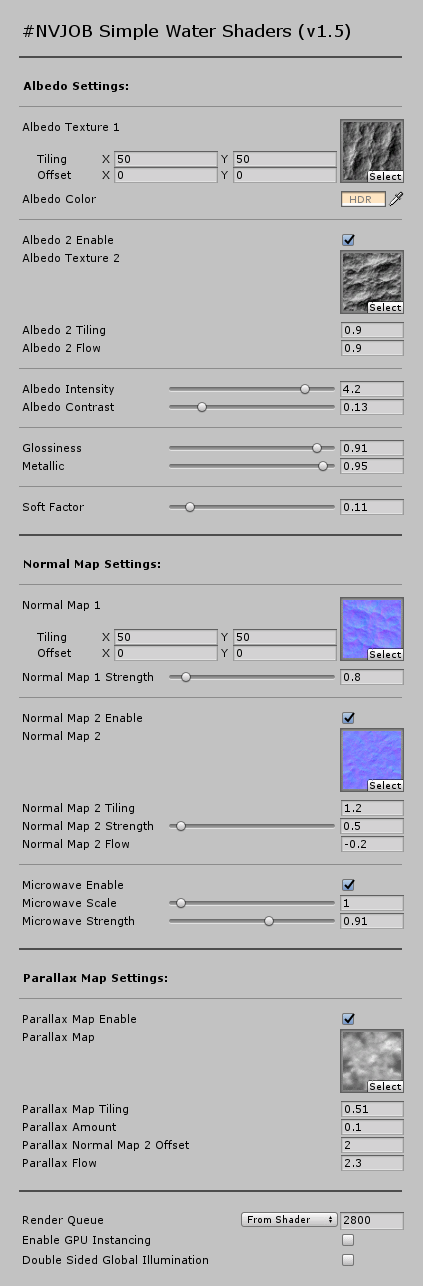 #NVJOB Simple Water Shaders (v1.5)
Albedo Settings:
Albedo Texture 1
Tiling X 50 Y 50
Offset X 0 Y 0
Select
Albedo Color HDR
Albedo 2 Enable
Albedo Texture 2
Select
Albedo 2 Tiling 0.9
Albedo 2 Flow 0.9
Albedo Intensity 4.2
Albedo Contrast 0.13
Glossiness 0.91
Metallic 0.95
Soft Factor 0.11
Normal Map Settings:
Normal Map 1
Tiling X 50 Y 50
Offset X 0 Y 0
Select
Normal Map 1 Strength 0.8
Normal Map 2 Enable
Normal Map 2
Select
Normal Map 2 Tiling 1.2
Normal Map 2 Strength 0.5
Normal Map 2 Flow -0.2
Microwave Enable
Microwave Scale 1
Microwave Strength 0.91
Parallax Map Settings:
Parallax Map Enable
Parallax Map
Select
Parallax Map Tiling 0.51
Parallax Amount 0.1
Parallax Normal Map 2 Offset 2
Parallax Flow 2.3
Render Queue From Shader 2800
Enable GPU Instancing
Double Sided Global Illumination